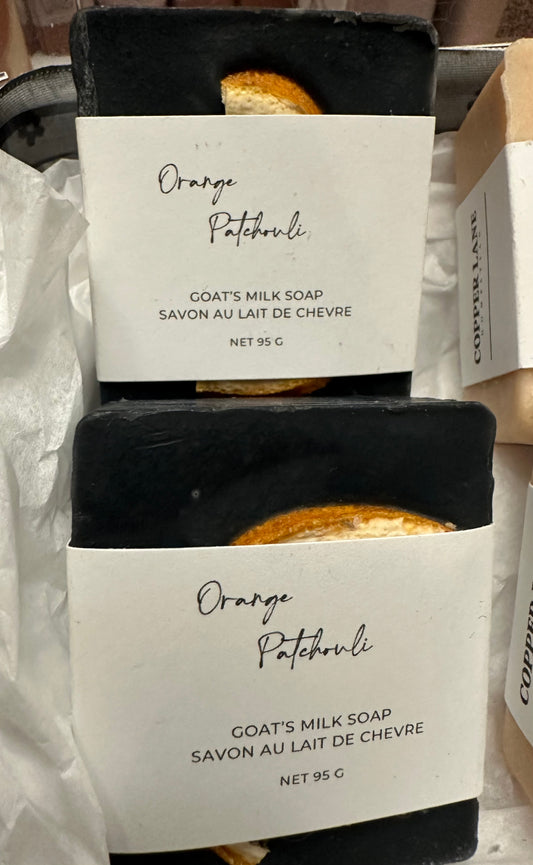 Orange
Patchouli
GOAT'S MILK SOAP
SAVON AU LAIT DE CHEVRE
NET 95 G
COPPER LANE
Orange
Patchouli
GOAT'S MILK SOAP
SAVON AU LAIT DE CHEVRE
NET 95 G
COPPER